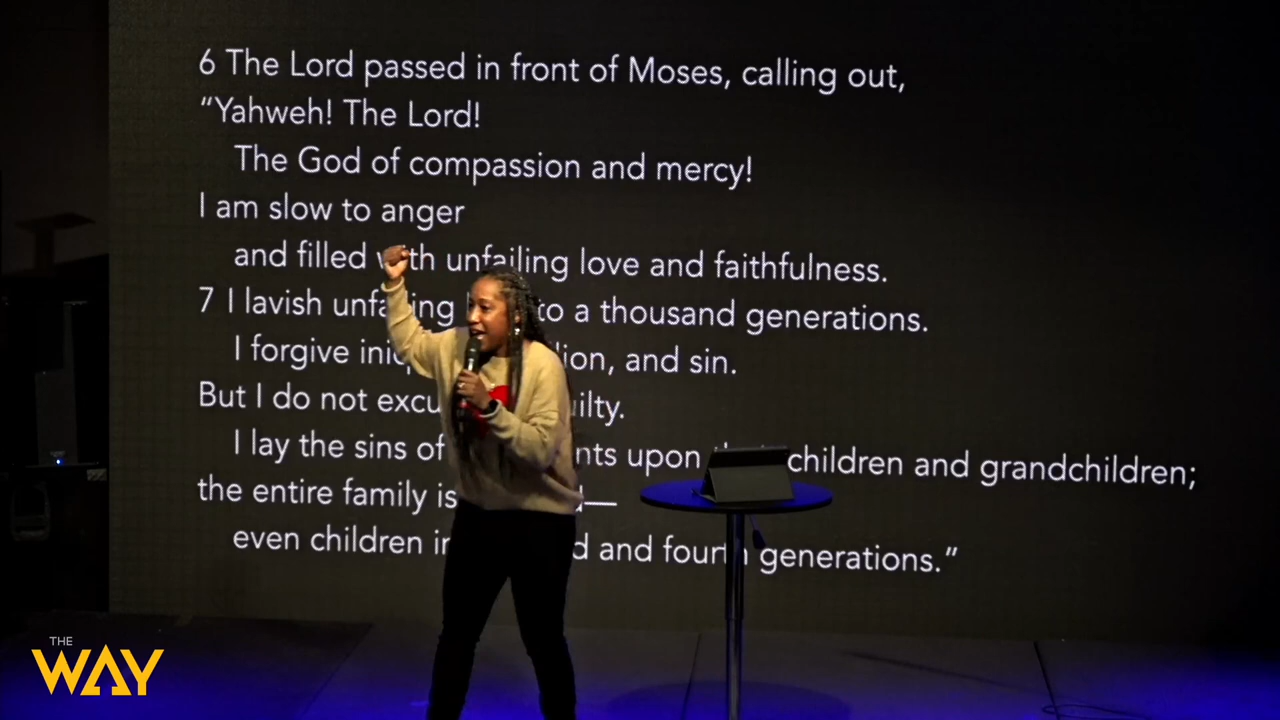 6 The Lord passed in front of Moses, calling out,
“Yahweh! The Lord!
The God of compassion and mercy!
I am slow to anger
and filled with unfailing love and faithfulness.
7 I lavish unfailing to a thousand generations.
I forgive and sin.
But I do not
I lay the sins of upon children and grandchildren;
the entire family is —
even children and fourth generations.”
THE
WAY